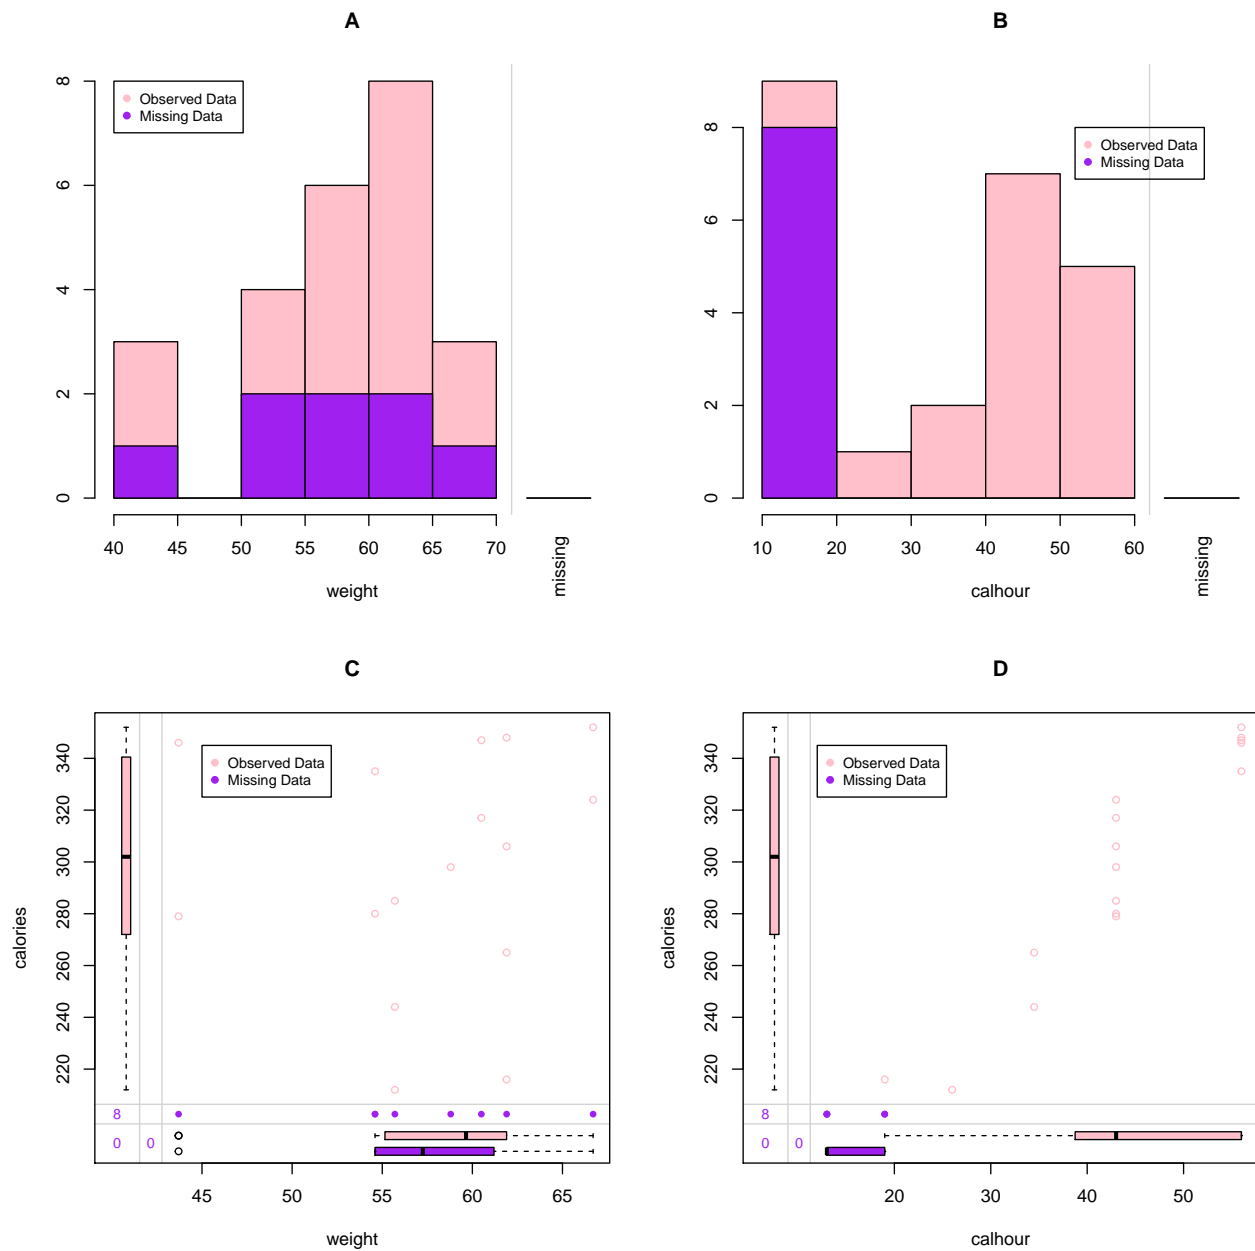 A
8
6
4
2
0
Observed Data
Missing Data
40 45 50 55 60 65 70
missing
weight
B
8
6
4
2
0
Observed Data
Missing Data
10 20 30 40 50 60
missing
calhour
C
340
320
300
280
260
240
220
calories
Observed Data
Missing Data
8
0 0
45 50 55 60 65
weight
D
340
320
300
280
260
240
220
calories
Observed Data
Missing Data
8
0 0
20 30 40 50
calhour